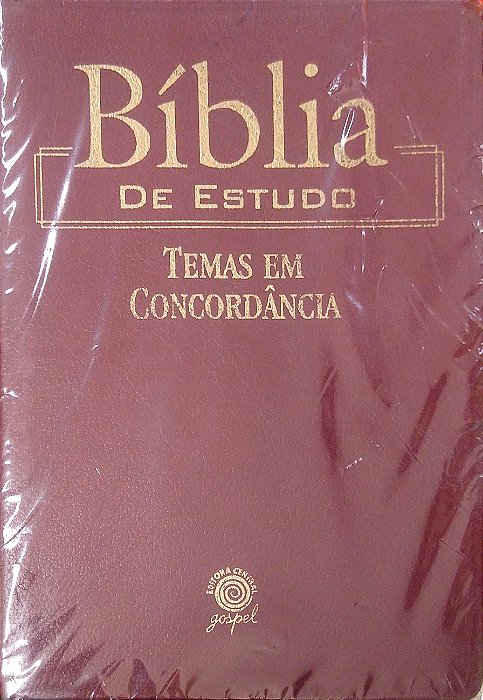 Bíblia
DE ESTUDO
TEMAS EM
CONCORDÂNCIA
EDITORA CENTRAL
gospel